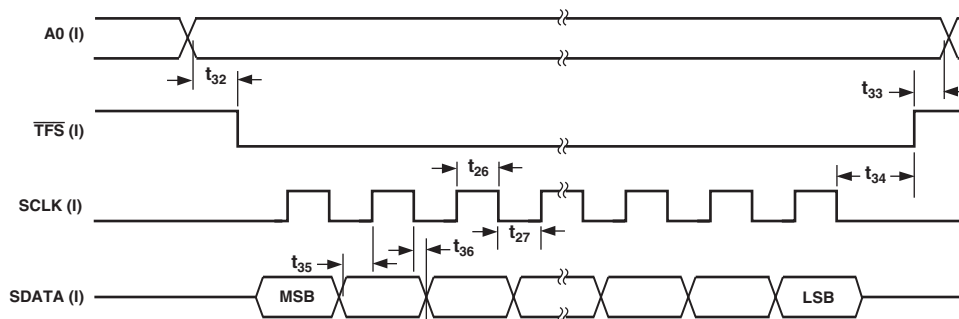 A0 (I)
t32
t33
TFS (I)
t26
t34
SCLK (I)
t27
t36
t35
SDATA (I)
MSB
LSB